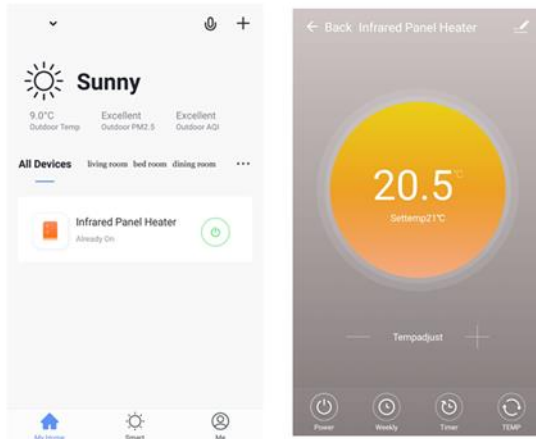 Sunny
9.0°C Excellent Excellent
Outdoor Temp Outdoor PM2.5 Outdoor AQI
All Devices living room bed room dining room ...
Infrared Panel Heater
Already On
My Home Smart Me
Back Infrared Panel Heater
20.5°C
Settemp21°C
Tempadjust
Power Weekly Timer TEMP